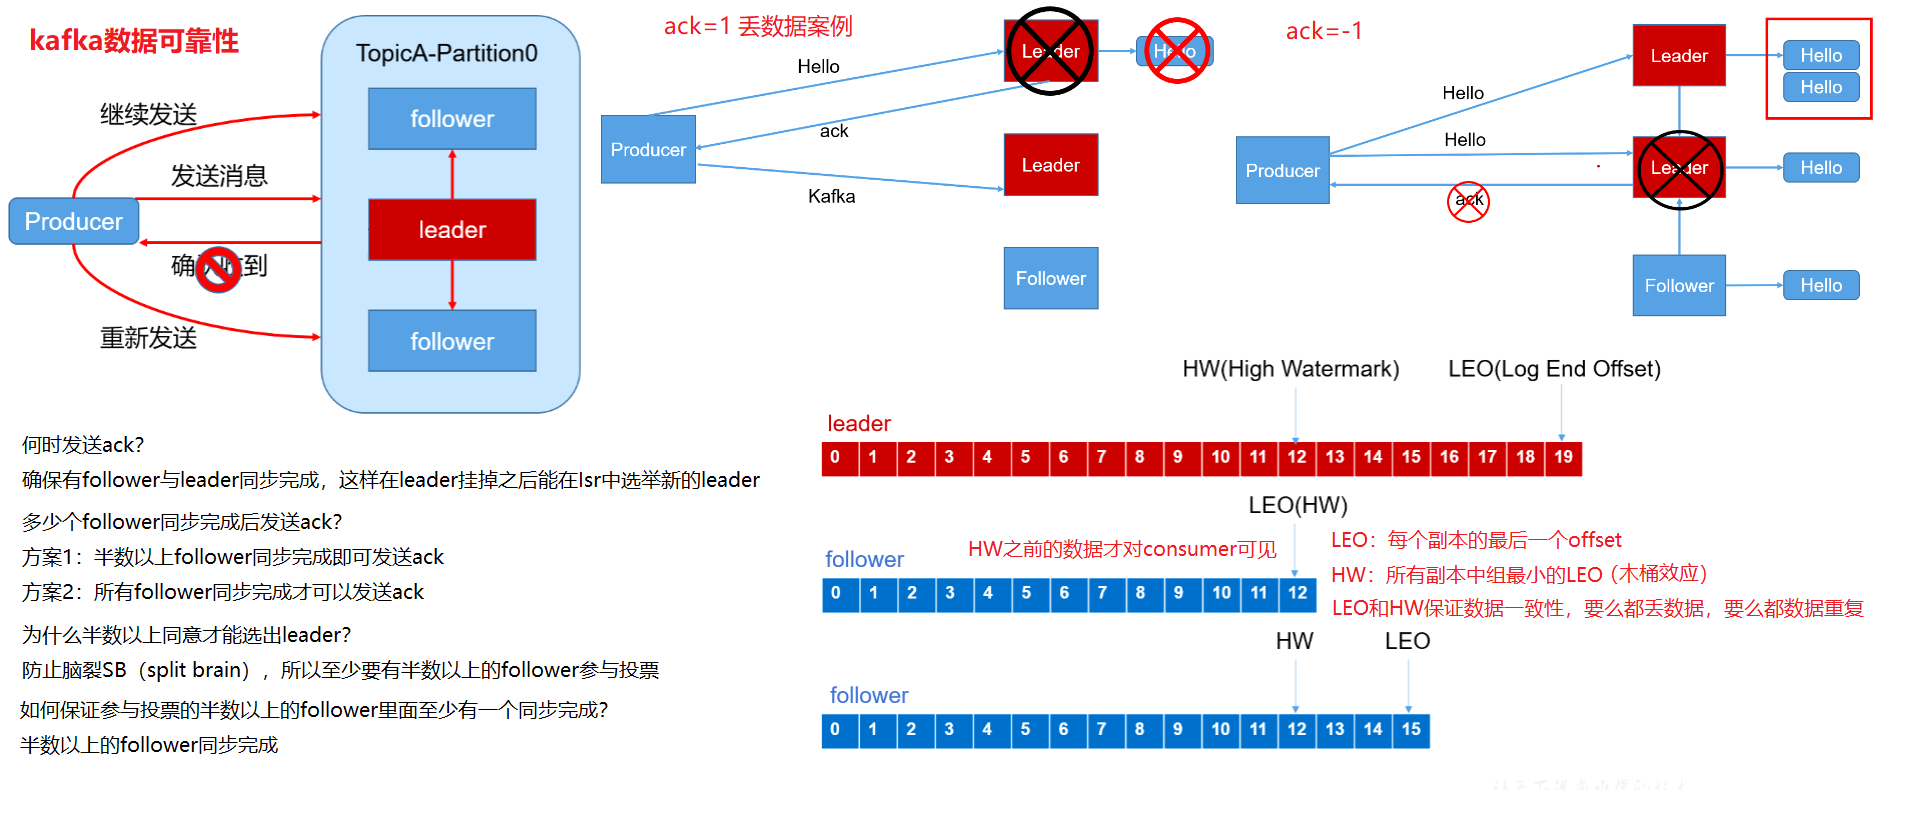 kafka数据可靠性
TopicA-Partition0
follower
leader
follower
继续发送
发送消息
Producer
重新发送
ack=1 丢数据案例
Hello
Leader
Hello
ack
Producer
Leader
Kafka
Follower
ack=-1
Leader
Hello
Hello
Hello
Hello
Producer
Leader
Hello
ack
Follower
Hello
何时发送ack?
确保有follower与leader同步完成，这样在leader挂掉之后能在Isr中选举新的leader
多少个follower同步完成后发送ack?
方案1：半数以上follower同步完成即可发送ack
方案2：所有follower同步完成才可以发送ack
为什么半数以上同意才能选出leader?
防止脑裂SB（split brain），所以至少要有半数以上的follower参与投票
如何保证参与投票的半数以上的follower里面至少有一个同步完成?
半数以上的follower同步完成
HW(High Watermark)
LEO(Log End Offset)
leader
0 1 2 3 4 5 6 7 8 9 10 11 12 13 14 15 16 17 18 19
LEO(HW)
HW之前的数据才对consumer可见
follower
0 1 2 3 4 5 6 7 8 9 10 11 12
LEO：每个副本的最后一个offset
HW：所有副本中组最小的LEO（木桶效应）
LEO和HW保证数据一致性，要么都丢数据，要么都数据重复
HW
LEO
follower
0 1 2 3 4 5 6 7 8 9 10 11 12 13 14 15